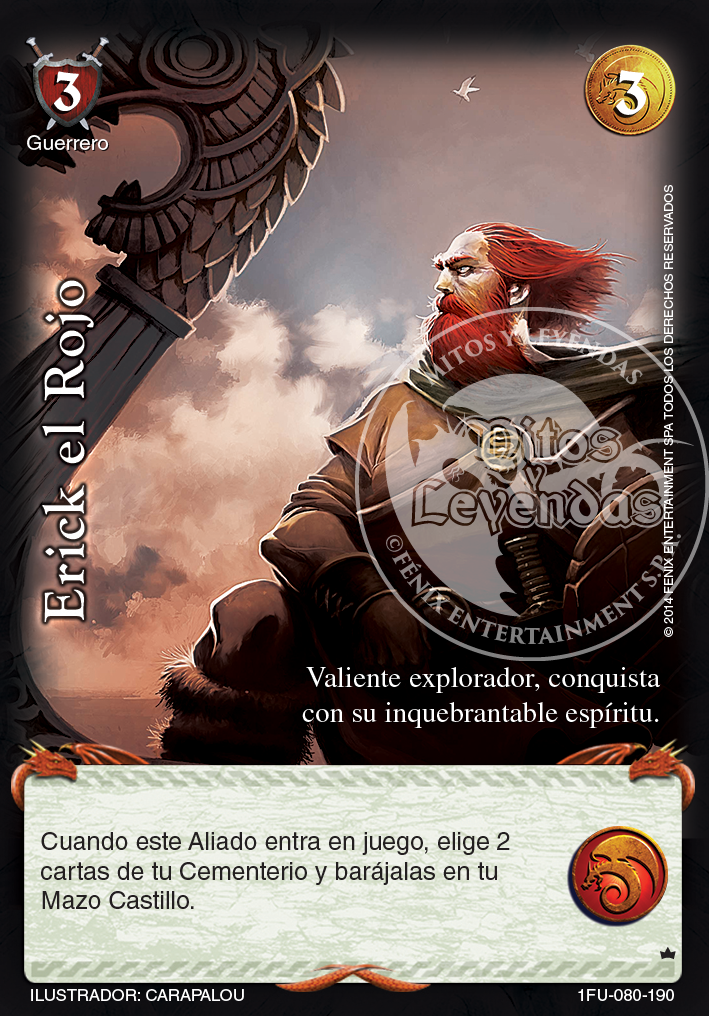 3
3
Guerrero
Erick el Rojo
© 2014 FÉNIX ENTERTAINMENT SPA TODOS LOS DERECHOS RESERVADOS
MITOS Y LEYENDAS
Mitos
y
Leyendas
©FÉNIX ENTERTAINMENT S.P.A.
Valiente explorador, conquista
con su inquebrantable espíritu.
Cuando este Aliado entra en juego, elige 2
cartas de tu Cementerio y barájalas en tu
Mazo Castillo.
ILUSTRADOR: CARAPALOU
1FU-080-190